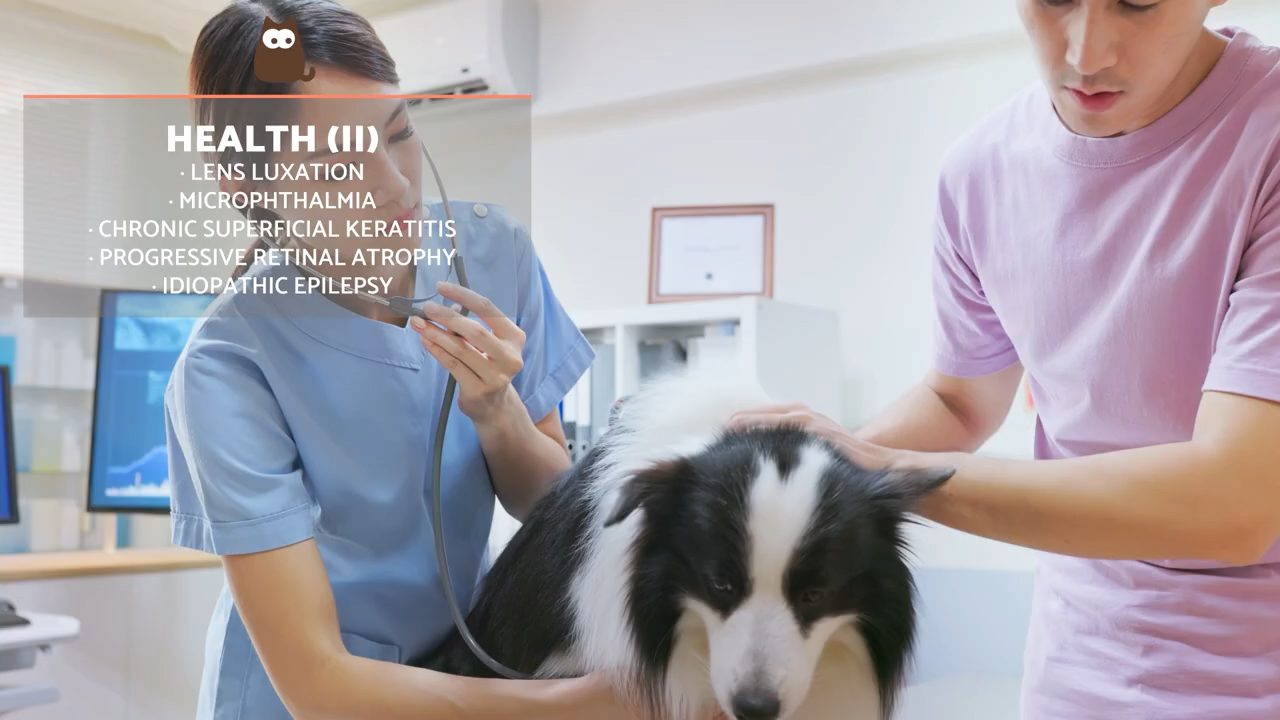 HEALTH (II)
· LENS LUXATION
· MICROPHTHALMIA
· CHRONIC SUPERFICIAL KERATITIS
· PROGRESSIVE RETINAL ATROPHY
· IDIOPATHIC EPILEPSY